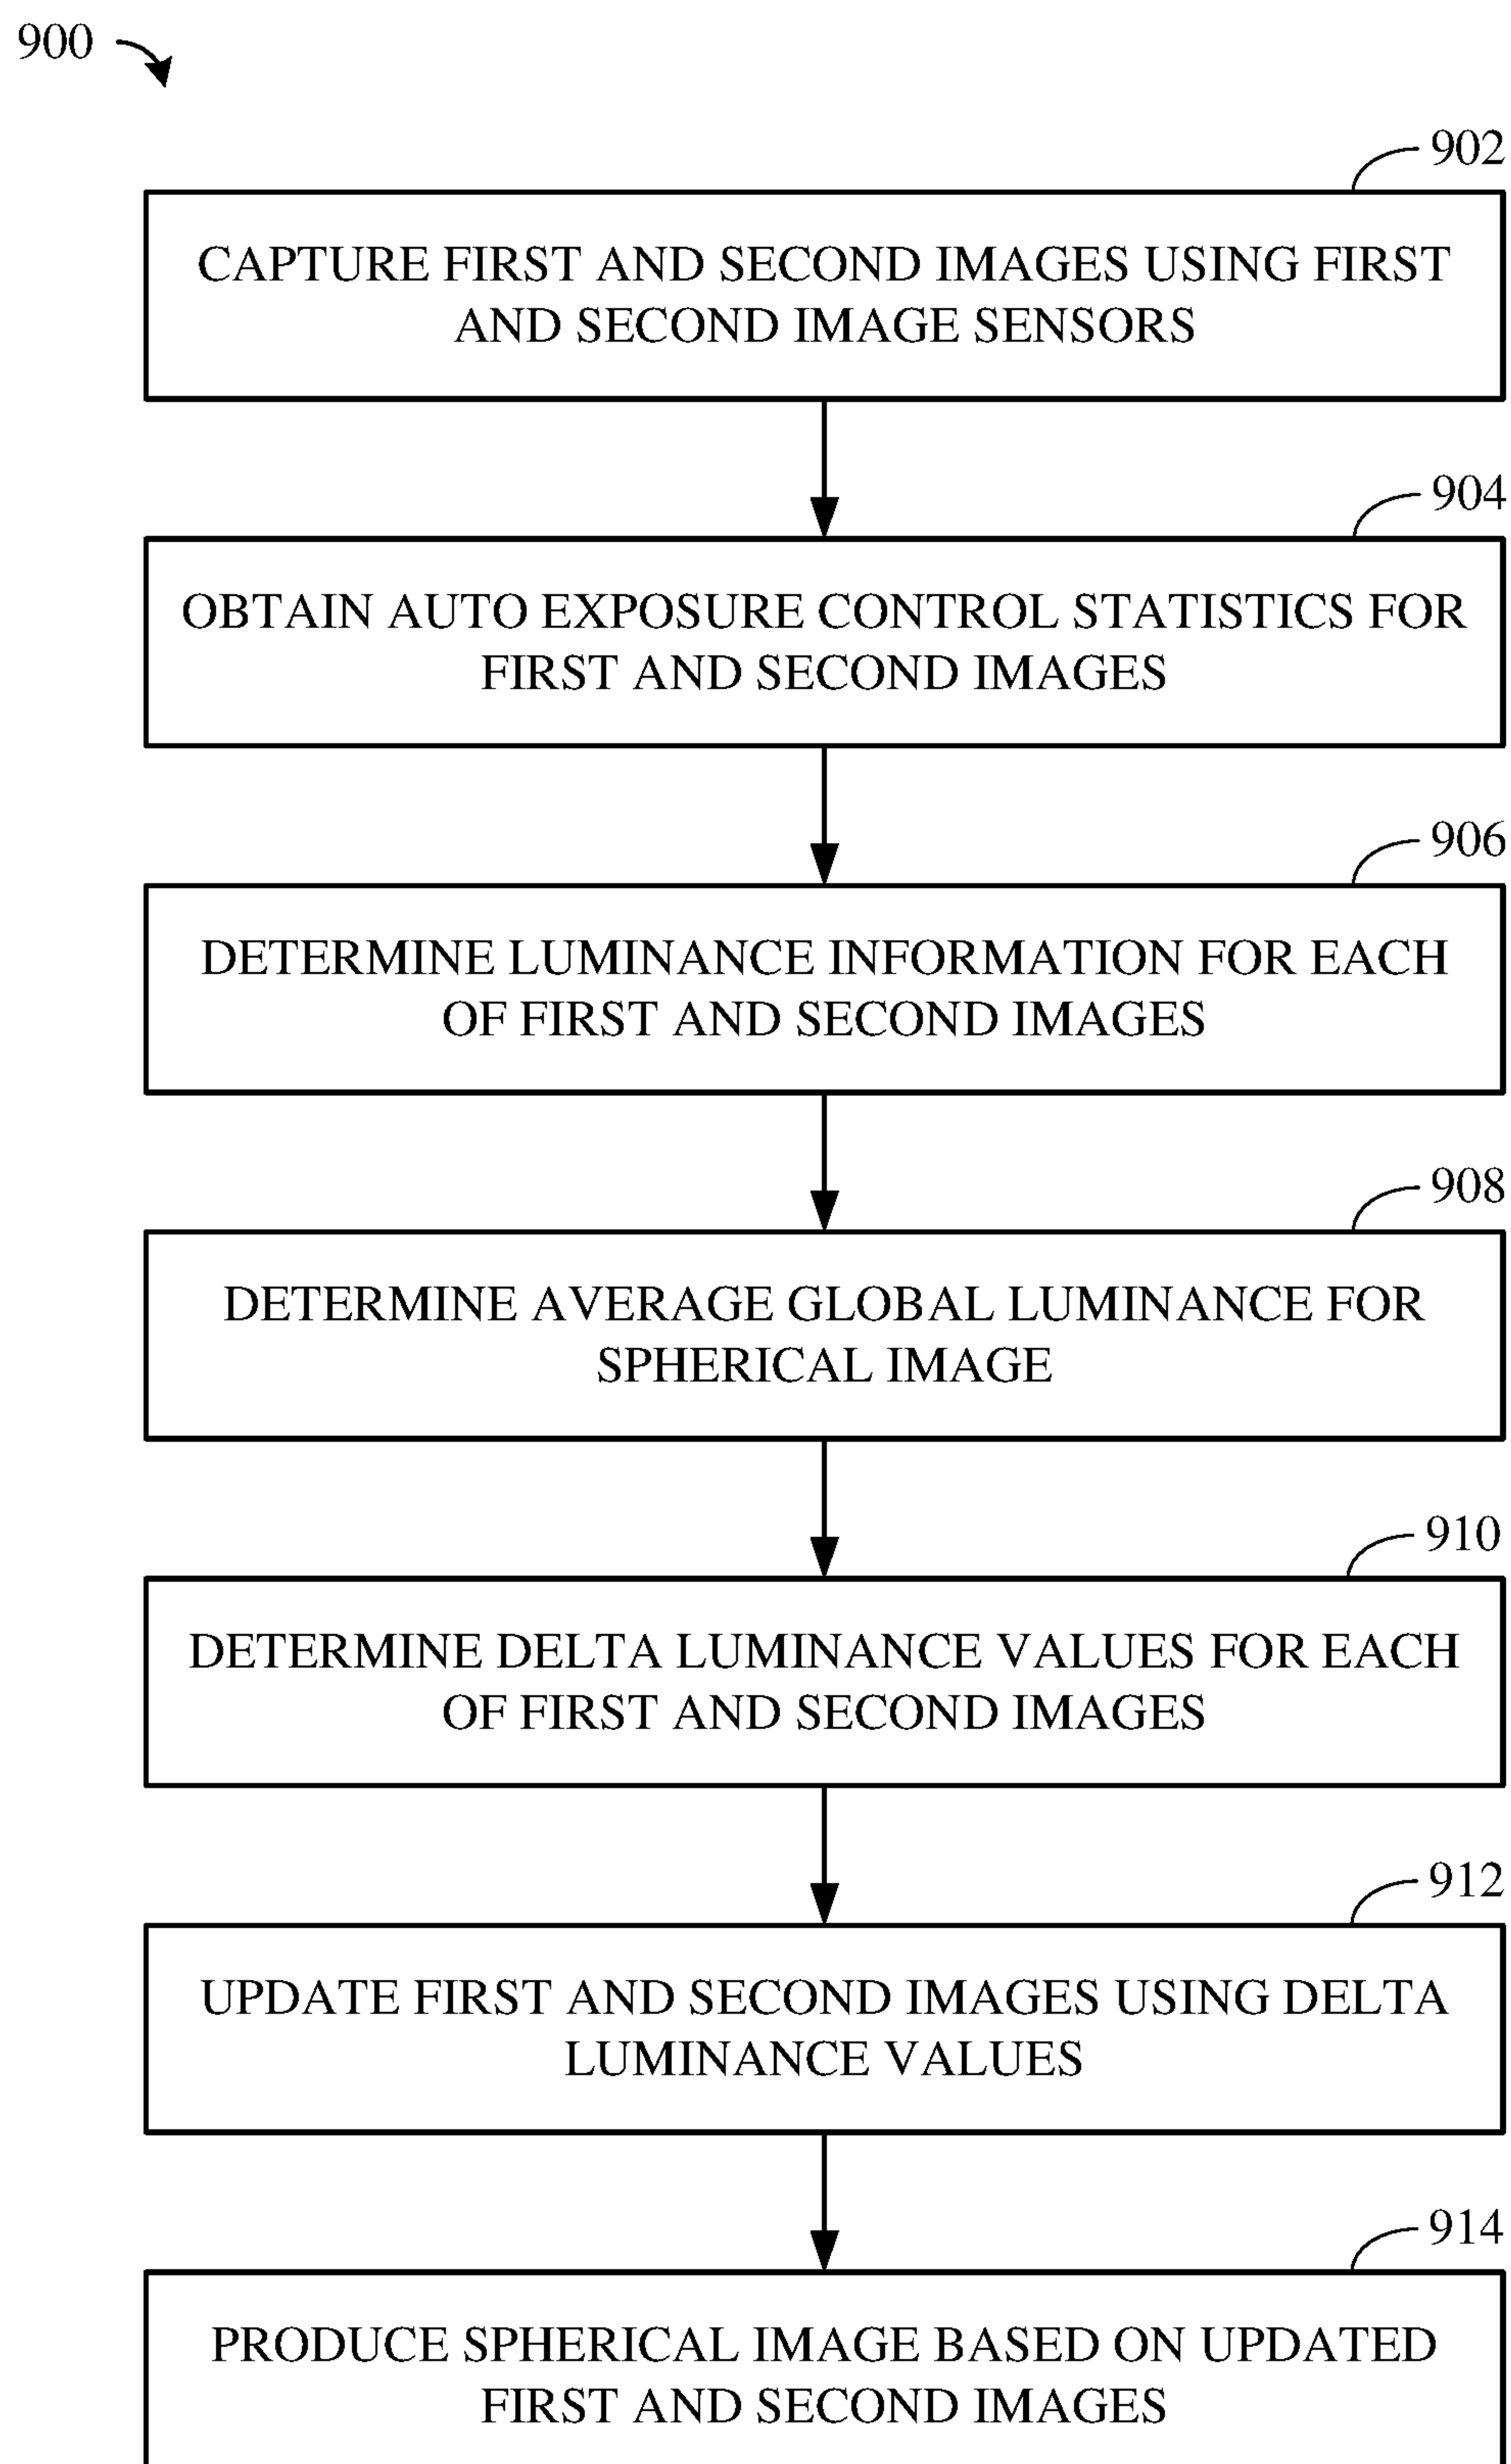 900
902
CAPTURE FIRST AND SECOND IMAGES USING FIRST
AND SECOND IMAGE SENSORS
904
OBTAIN AUTO EXPOSURE CONTROL STATISTICS FOR
FIRST AND SECOND IMAGES
906
DETERMINE LUMINANCE INFORMATION FOR EACH
OF FIRST AND SECOND IMAGES
908
DETERMINE AVERAGE GLOBAL LUMINANCE FOR
SPHERICAL IMAGE
910
DETERMINE DELTA LUMINANCE VALUES FOR EACH
OF FIRST AND SECOND IMAGES
912
UPDATE FIRST AND SECOND IMAGES USING DELTA
LUMINANCE VALUES
914
PRODUCE SPHERICAL IMAGE BASED ON UPDATED
FIRST AND SECOND IMAGES